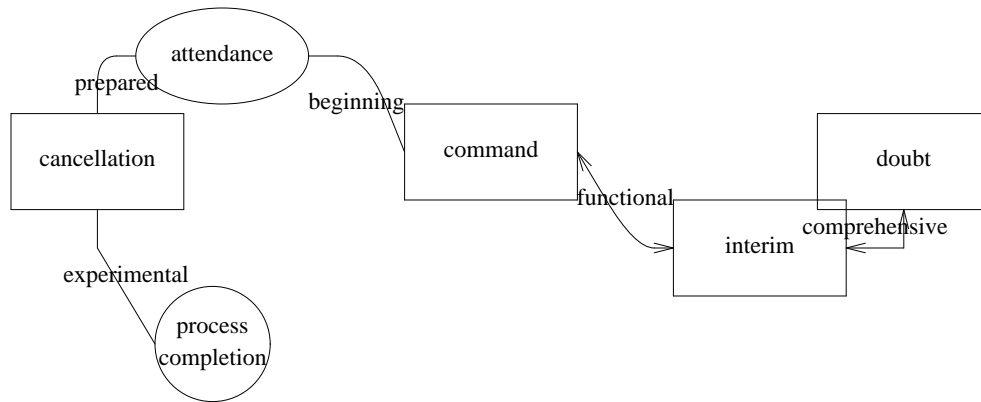 attendance
prepared
beginning
cancellation
command
doubt
functional
comprehensive
interim
experimental
process
completion